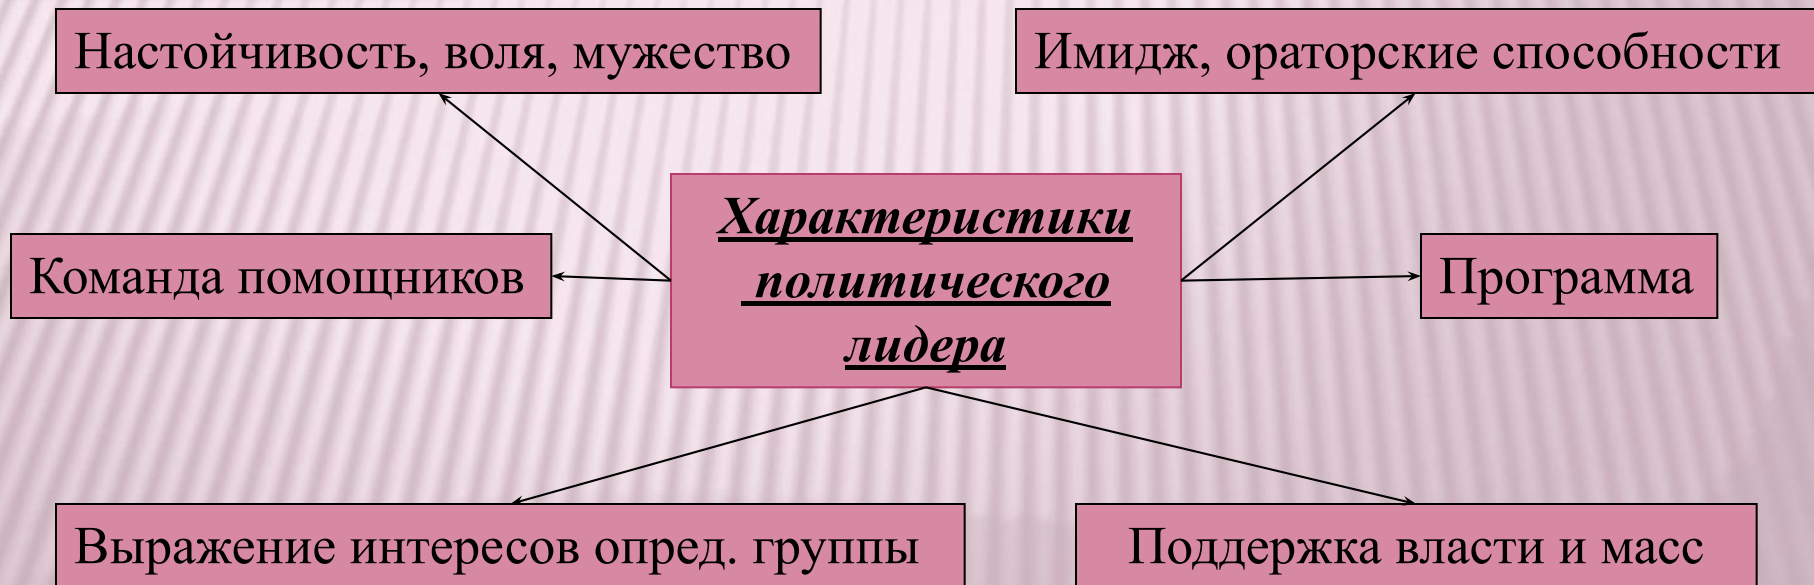 Настойчивость, воля, мужество
Имидж, ораторские способности
Характеристики
политического
лидера
Команда помощников
Программа
Выражение интересов опред. группы
Поддержка власти и масс